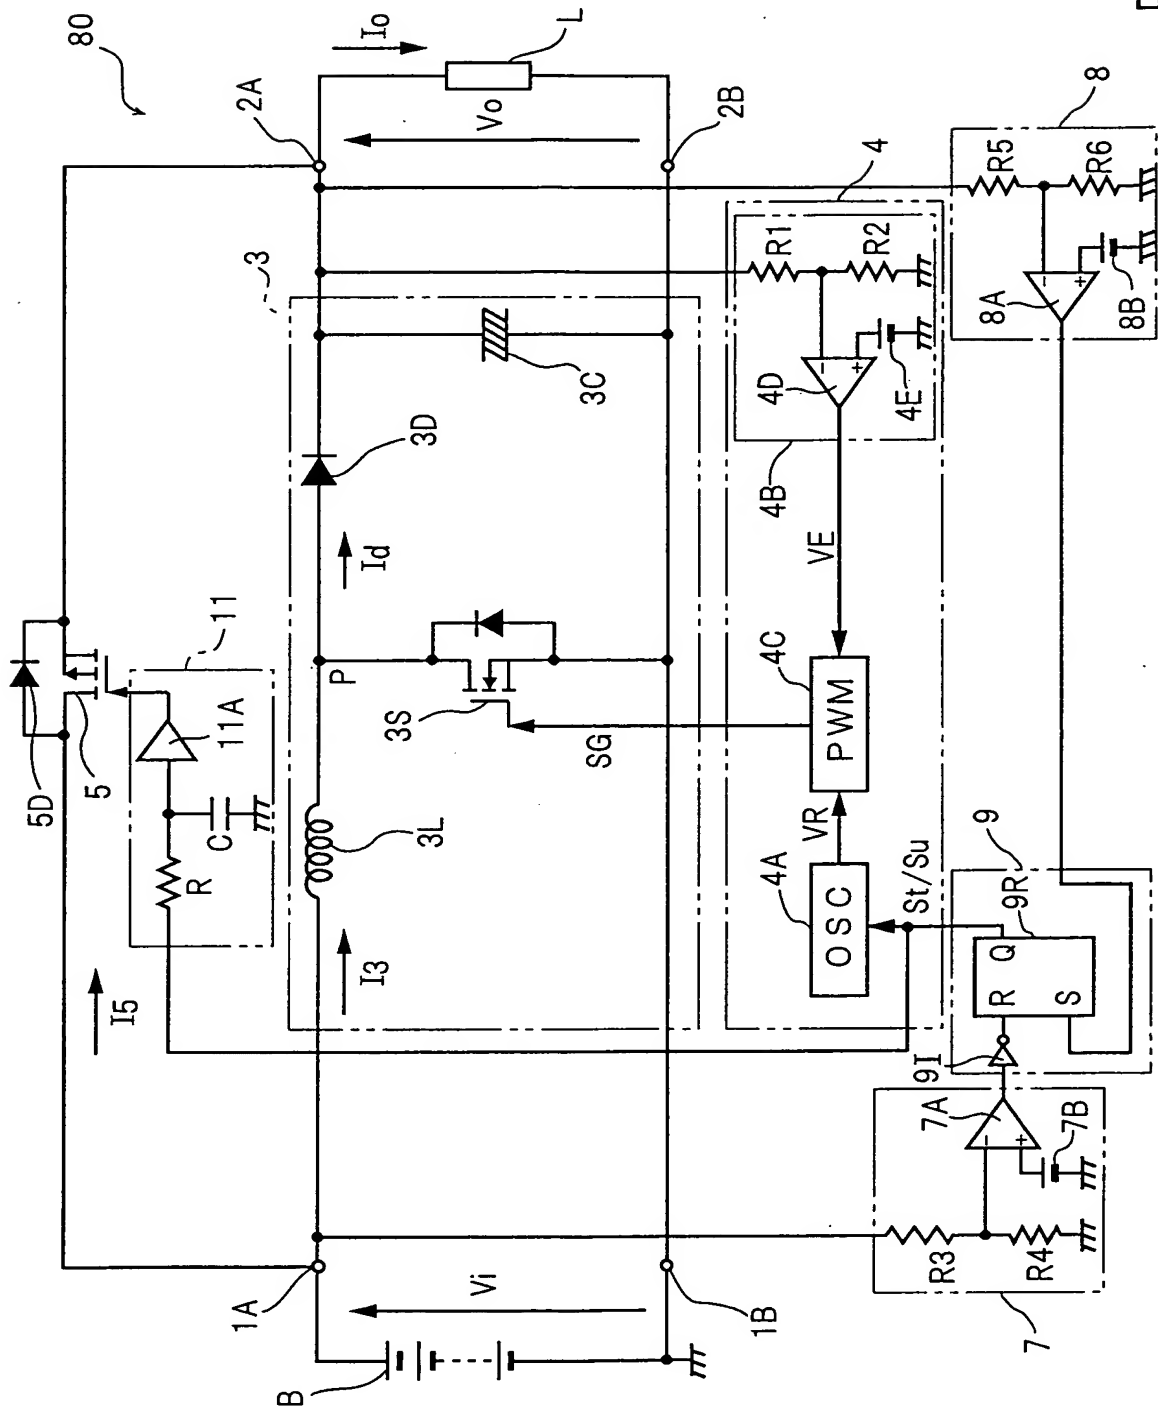 80
Io
L
2A
Vo
2B
5D
5
11
11A
R
C
I5
3
3D
3C
Id
P
3S
3L
I3
SG
1A
Vi
1B
B
4
R1
R2
4D
4E
4B
VE
4C
PWM
VR
4A
OSC
St/Su
8
R5
R6
8A
8B
-
+
-
+
9
9R
Q
R
S
9I
7A
7B
-
+
R3
R4
7